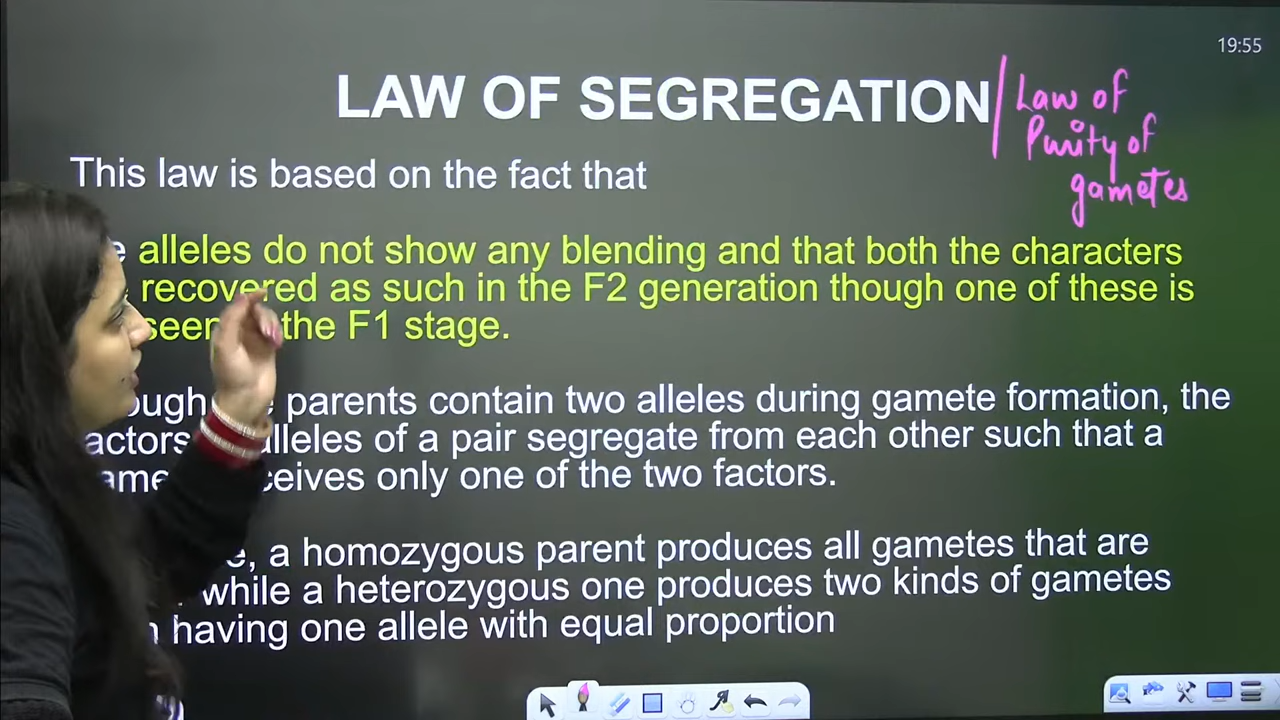 19:55
LAW OF SEGREGATION / Law of
Purity of
gametes
This law is based on the fact that
alleles do not show any blending and that both the characters
recovered as such in the F2 generation though one of these is
seen the F1 stage.
parents contain two alleles during gamete formation, the
alleles of a pair segregate from each other such that a
only one of the two factors.
a homozygous parent produces all gametes that are
while a heterozygous one produces two kinds of gametes
having one allele with equal proportion